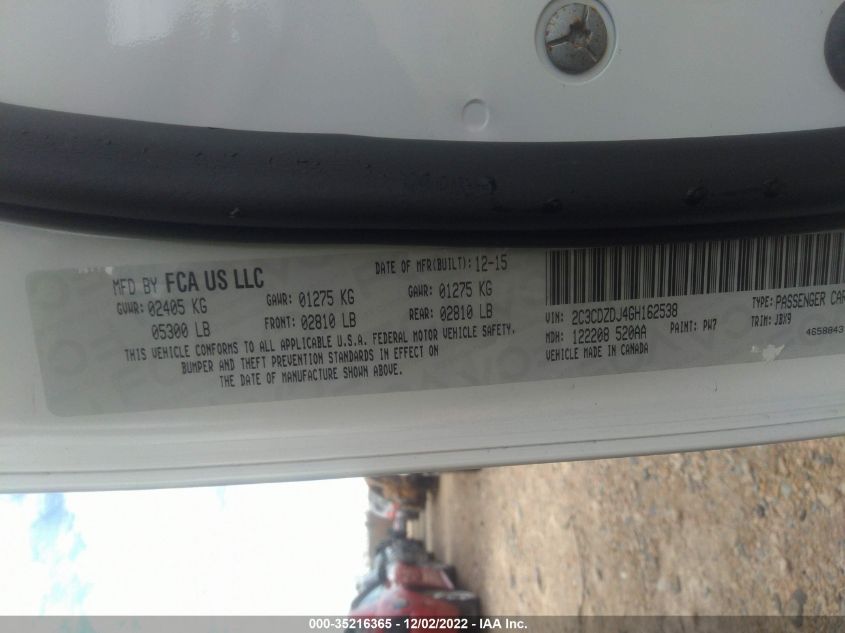 MFD BY FCA US LLC
DATE OF MFR(BUILT): 12-15
GVWR: 02405 KG
GAWR: 01275 KG
GAWR: 01275 KG
05300 LB
FRONT: 02810 LB
REAR: 02810 LB
THIS VEHICLE CONFORMS TO ALL APPLICABLE U.S.A. FEDERAL MOTOR VEHICLE SAFETY,
BUMPER AND THEFT PREVENTION STANDARDS IN EFFECT ON
THE DATE OF MANUFACTURE SHOWN ABOVE.
VIN: 2C3CDZDJ4GH162538
TYPE: PASSENGER CAR
MDH: 122208 520AA
PAINT: PW7
TRIM: JBX9
VEHICLE MADE IN CANADA
4658843
000-35216365 - 12/02/2022 - IAA Inc.